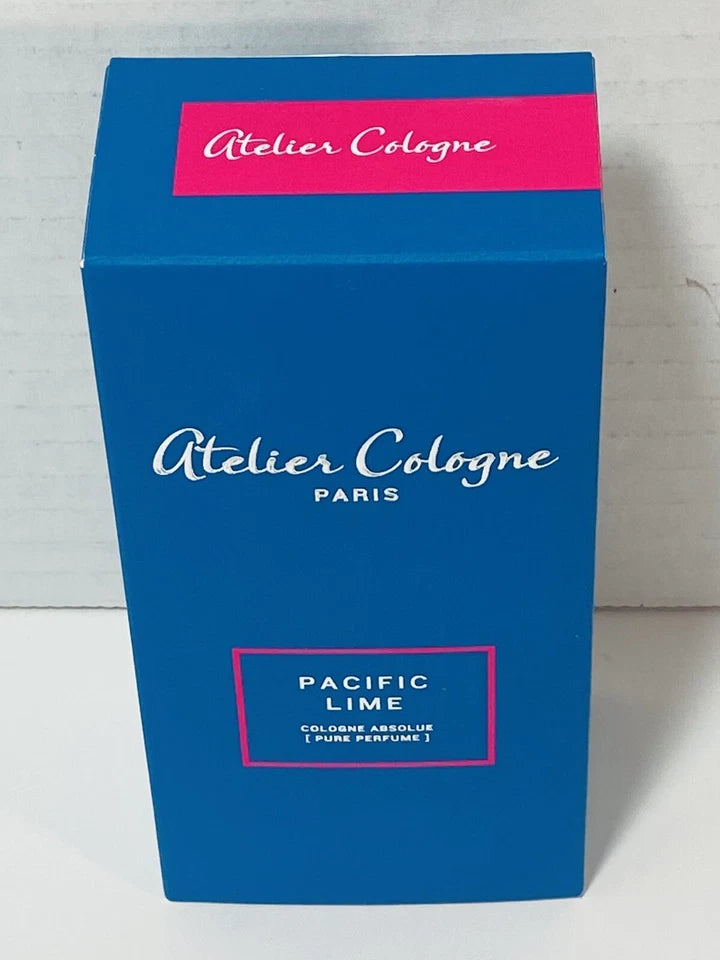 Atelier Cologne
Atelier Cologne
PARIS
PACIFIC
LIME
COLOGNE ABSOLUE
[ PURE PERFUME ]